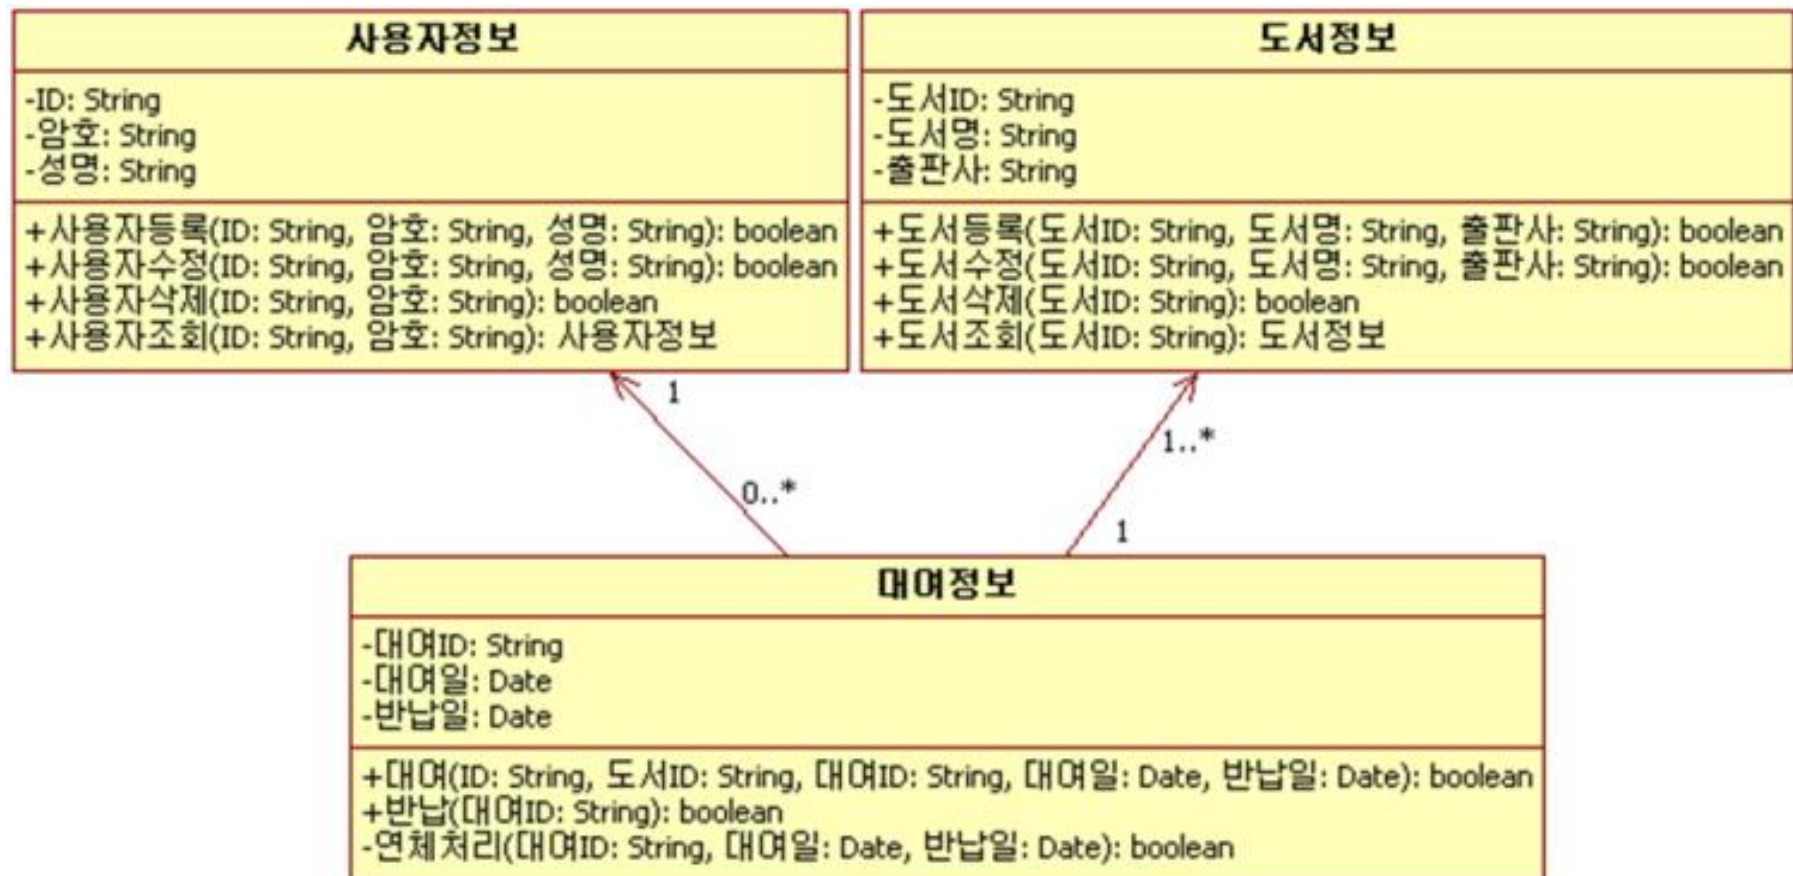 사용자정보
-ID: String
-암호: String
-성명: String
+사용자등록(ID: String, 암호: String, 성명: String): boolean
+사용자수정(ID: String, 암호: String, 성명: String): boolean
+사용자삭제(ID: String, 암호: String): boolean
+사용자조회(ID: String, 암호: String): 사용자정보
도서정보
-도서ID: String
-도서명: String
-출판사: String
+도서등록(도서ID: String, 도서명: String, 출판사: String): boolean
+도서수정(도서ID: String, 도서명: String, 출판사: String): boolean
+도서삭제(도서ID: String): boolean
+도서조회(도서ID: String): 도서정보
1
1..*
0..*
1
대여정보
-대여ID: String
-대여일: Date
-반납일: Date
+대여(ID: String, 도서ID: String, 대여ID: String, 대여일: Date, 반납일: Date): boolean
+반납(대여ID: String): boolean
-연체처리(대여ID: String, 대여일: Date, 반납일: Date): boolean